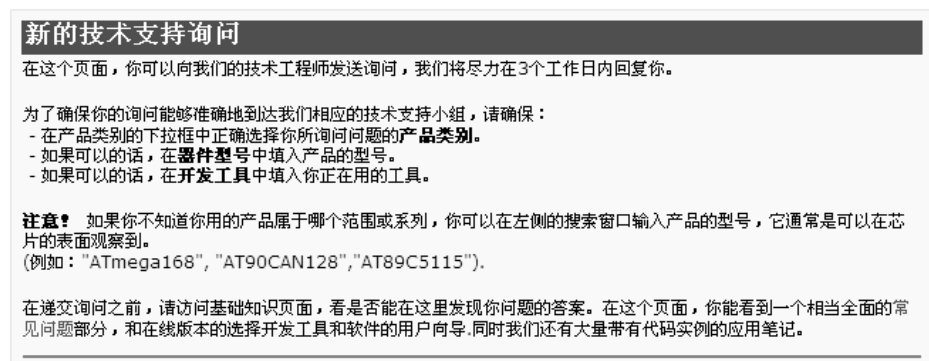 新的技术支持询问
在这个页面，你可以向我们的技术工程师发送询问，我们将尽力在3个工作日内回复你。
为了确保你的询问能够准确地到达我们相应的技术支持小组，请确保：
- 在产品类别的下拉框中正确选择你所询问问题的产品类别。
- 如果可以的话，在器件型号中填入产品的型号。
- 如果可以的话，在开发工具中填入你正在用的工具。
注意！ 如果你不知道你用的产品属于哪个范围或系列，你可以在左侧的搜索窗口输入产品的型号，它通常是可以在芯
片的表面观察到。
(例如："ATmega168", "AT90CAN128","AT89C5115").
在递交询问之前，请访问基础知识页面，看是否能在这里发现你问题的答案。在这个页面，你能看到一个相当全面的常
见问题部分，和在线版本的选择开发工具和软件的用户向导.同时我们还有大量带有代码实例的应用笔记。